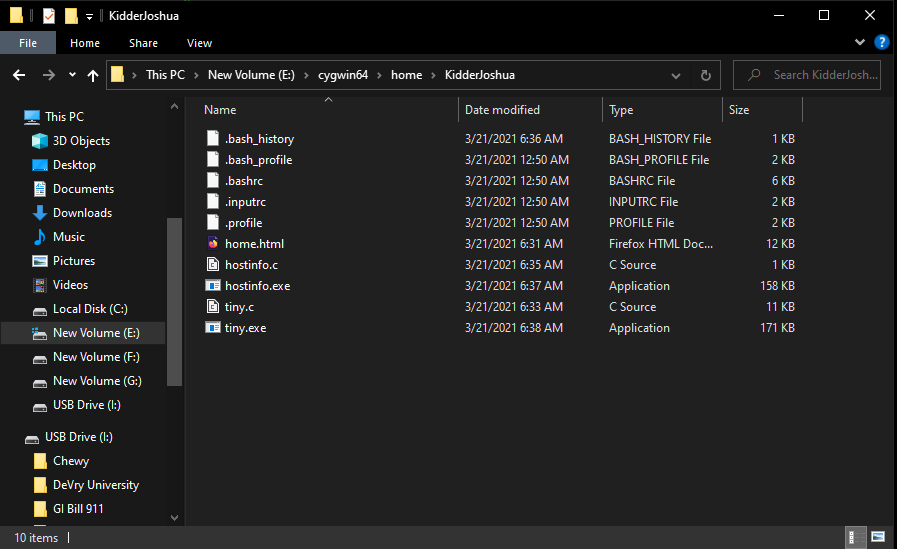 KidderJoshua
File Home Share View
This PC New Volume (E:) cygwin64 home KidderJoshua
Search KidderJosh...
This PC
3D Objects
Desktop
Documents
Downloads
Music
Pictures
Videos
Local Disk (C:)
New Volume (E:)
New Volume (F:)
New Volume (G:)
USB Drive (I:)
USB Drive (I:)
Chewy
DeVry University
GI Bill 911
Name Date modified Type Size
.bash_history 3/21/2021 6:36 AM BASH_HISTORY File 1 KB
.bash_profile 3/21/2021 12:50 AM BASH_PROFILE File 2 KB
.bashrc 3/21/2021 12:50 AM BASHRC File 6 KB
.inputrc 3/21/2021 12:50 AM INPUTRC File 2 KB
.profile 3/21/2021 12:50 AM PROFILE File 2 KB
home.html 3/21/2021 6:31 AM Firefox HTML Doc... 12 KB
hostinfo.c 3/21/2021 6:35 AM C Source 1 KB
hostinfo.exe 3/21/2021 6:37 AM Application 158 KB
tiny.c 3/21/2021 6:33 AM C Source 11 KB
tiny.exe 3/21/2021 6:38 AM Application 171 KB
10 items